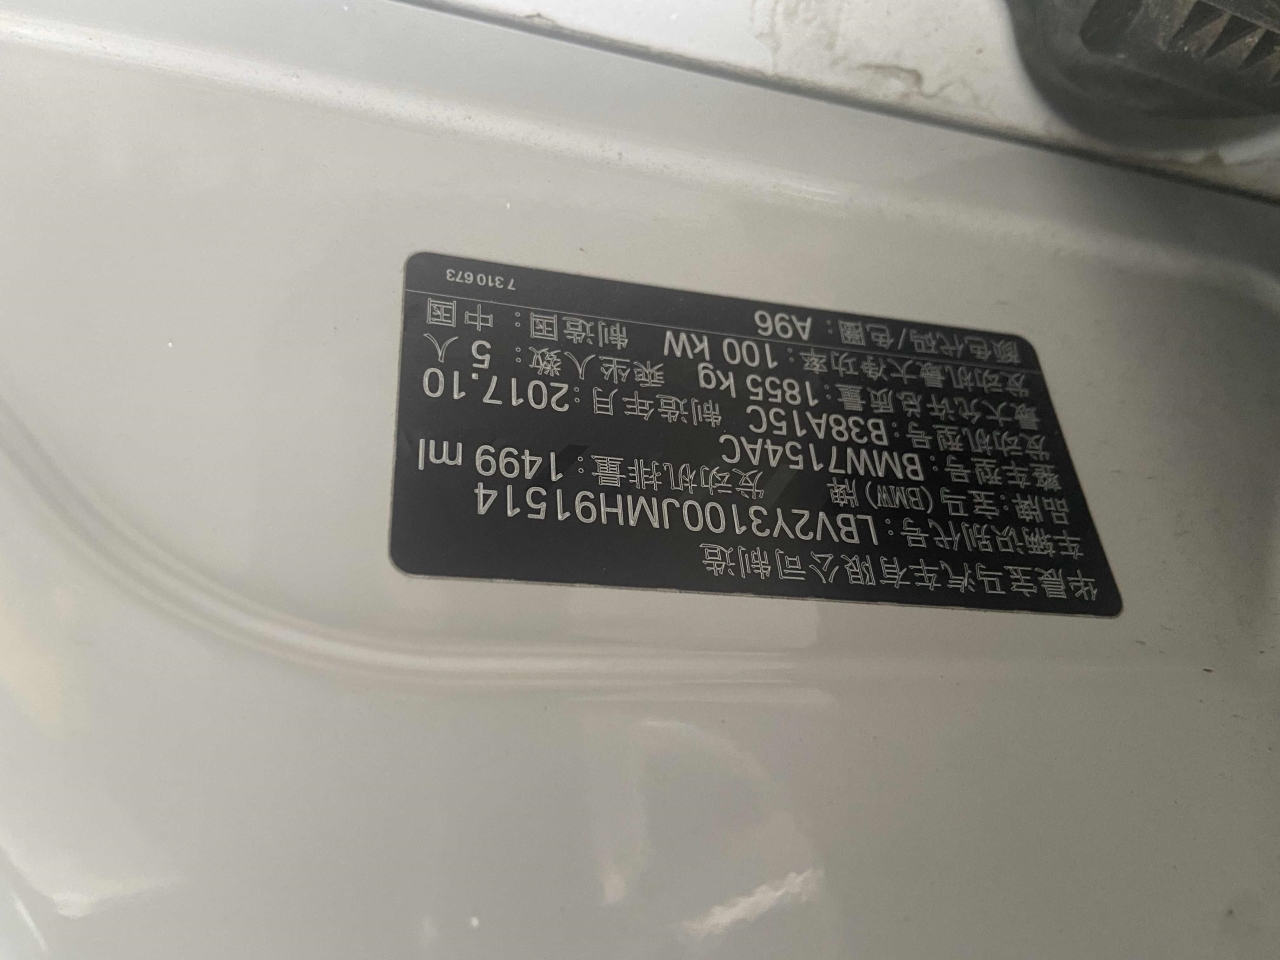 华晨宝马汽车有限公司制造
车辆识别代号：LBV2Y3100JMH91514
品牌：宝马(BMW)牌 发动机排量：1499 ml
整车型号：BMW7154AC
发动机型号：B38A15C 制造年月：2017.10
最大允许总质量：1855 kg 乘坐人数：5 人
发动机最大净功率：100 kW 制造国：中国
颜色代码/色圈：A96
7 310 673